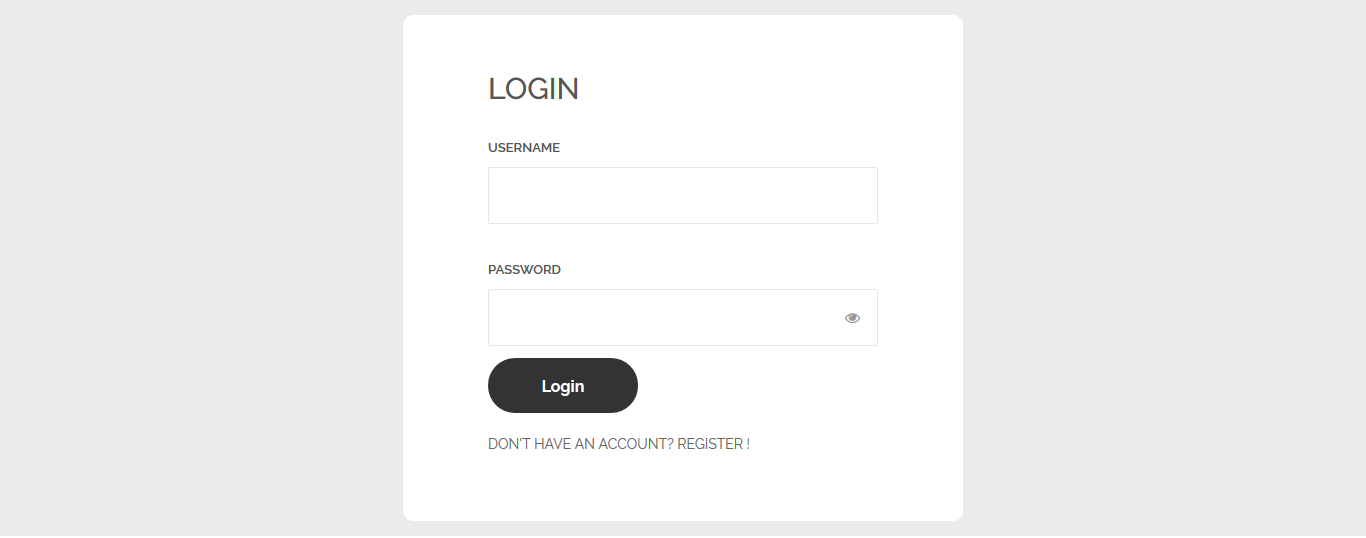 LOGIN
USERNAME
PASSWORD
Login
DON'T HAVE AN ACCOUNT? REGISTER !